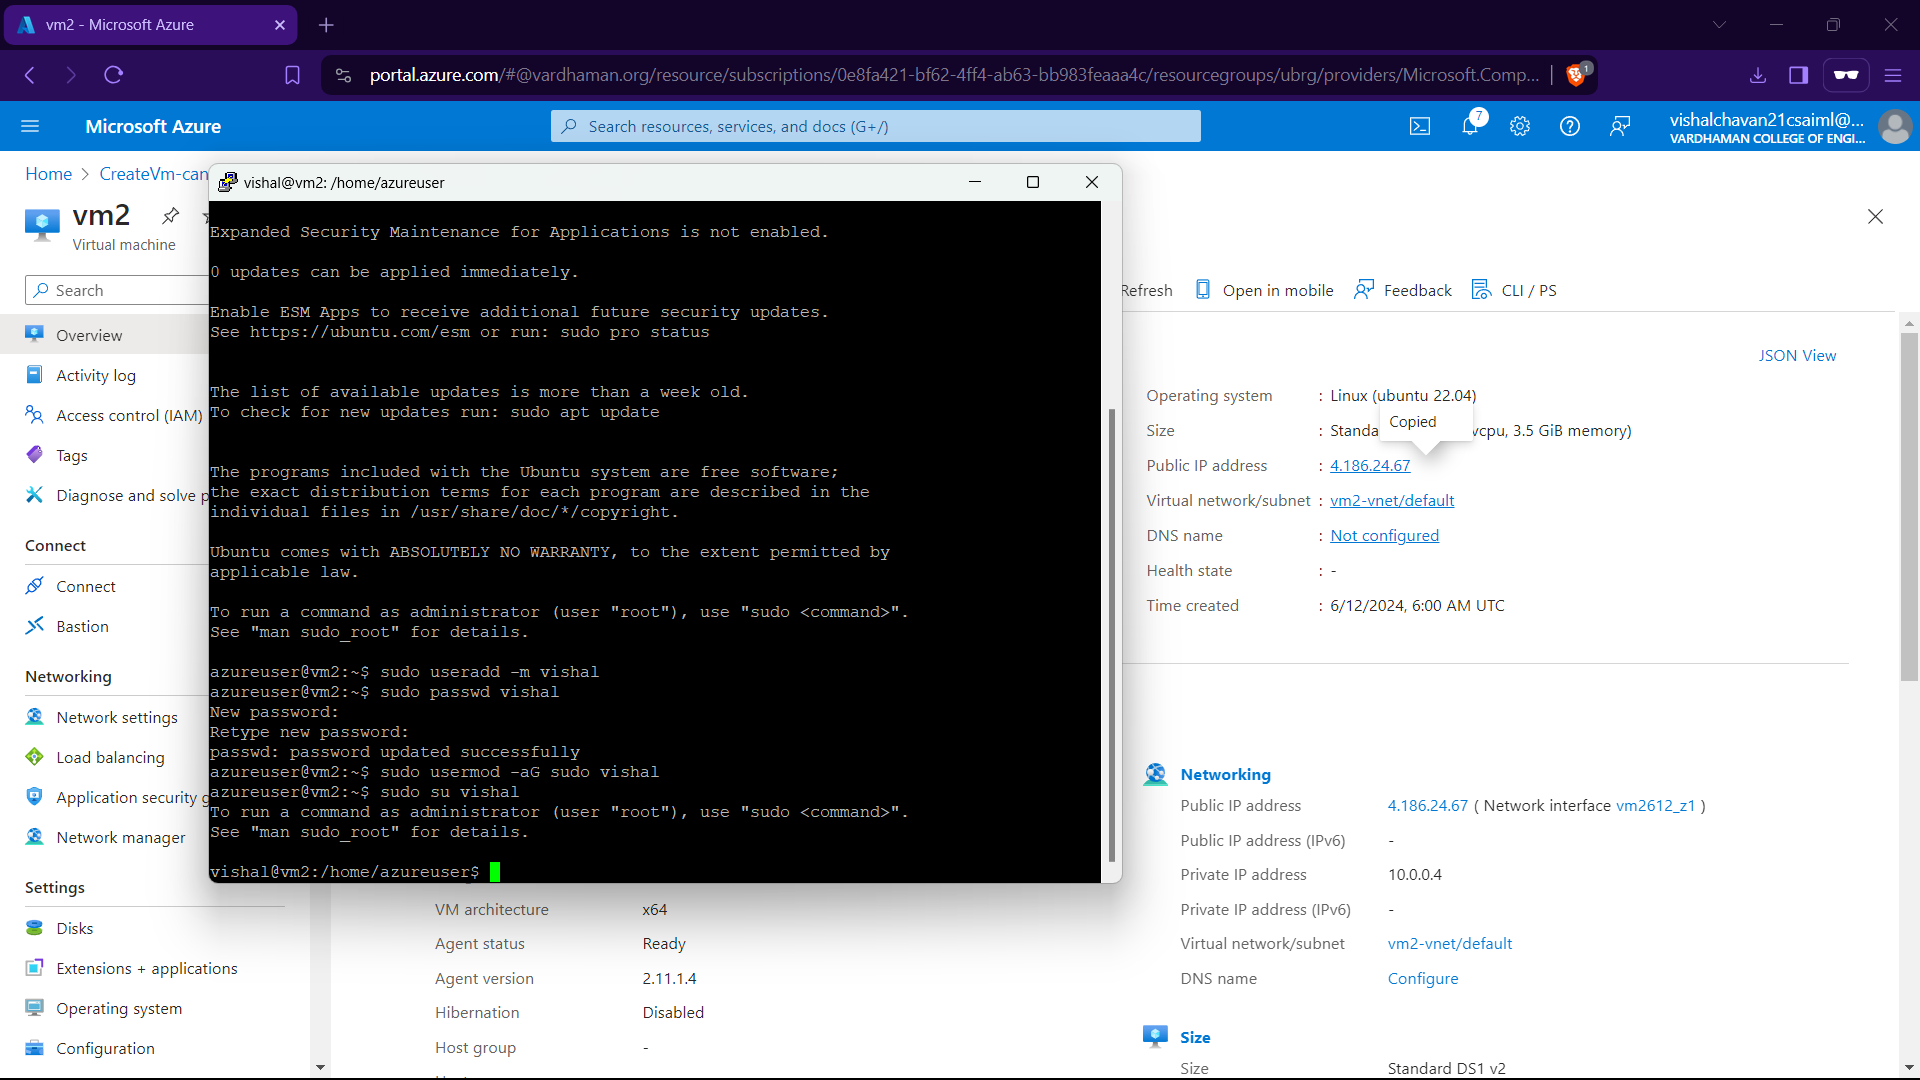 vm2 - Microsoft Azure
portal.azure.com/#@vardhaman.org/resource/subscriptions/0e8fa421-bf62-4ff4-ab63-bb983feaaa4c/resourcegroups/ubrg/providers/Microsoft.Comp...
1
Microsoft Azure
Search resources, services, and docs (G+/)
7
vishalchavan21csaiml@...
VARDHAMAN COLLEGE OF ENGI...
Home > CreateVm-can
vm2
Virtual machine
Search
Overview
Activity log
Access control (IAM)
Tags
Diagnose and solve p
Connect
Connect
Bastion
Networking
Network settings
Load balancing
Application security g
Network manager
Settings
Disks
Extensions + applications
Operating system
Configuration
vishal@vm2: /home/azureuser
Expanded Security Maintenance for Applications is not enabled.
0 updates can be applied immediately.
Enable ESM Apps to receive additional future security updates.
See https://ubuntu.com/esm or run: sudo pro status
The list of available updates is more than a week old.
To check for new updates run: sudo apt update
The programs included with the Ubuntu system are free software;
the exact distribution terms for each program are described in the
individual files in /usr/share/doc/*/copyright.
Ubuntu comes with ABSOLUTELY NO WARRANTY, to the extent permitted by
applicable law.
To run a command as administrator (user "root"), use "sudo <command>".
See "man sudo_root" for details.
azureuser@vm2:~$ sudo useradd -m vishal
azureuser@vm2:~$ sudo passwd vishal
New password:
Retype new password:
passwd: password updated successfully
azureuser@vm2:~$ sudo usermod -aG sudo vishal
azureuser@vm2:~$ sudo su vishal
To run a command as administrator (user "root"), use "sudo <command>".
See "man sudo_root" for details.
vishal@vm2:/home/azureuser$
Refresh Open in mobile Feedback CLI / PS
JSON View
Operating system : Linux (ubuntu 22.04)
Copied
Size : Standa vcpu, 3.5 GiB memory)
Public IP address : 4.186.24.67
Virtual network/subnet : vm2-vnet/default
DNS name : Not configured
Health state : -
Time created : 6/12/2024, 6:00 AM UTC
VM architecture x64
Agent status Ready
Agent version 2.11.1.4
Hibernation Disabled
Host group -
Networking
Public IP address 4.186.24.67 ( Network interface vm2612_z1 )
Public IP address (IPv6) -
Private IP address 10.0.0.4
Private IP address (IPv6) -
Virtual network/subnet vm2-vnet/default
DNS name Configure
Size
Size Standard DS1 v2